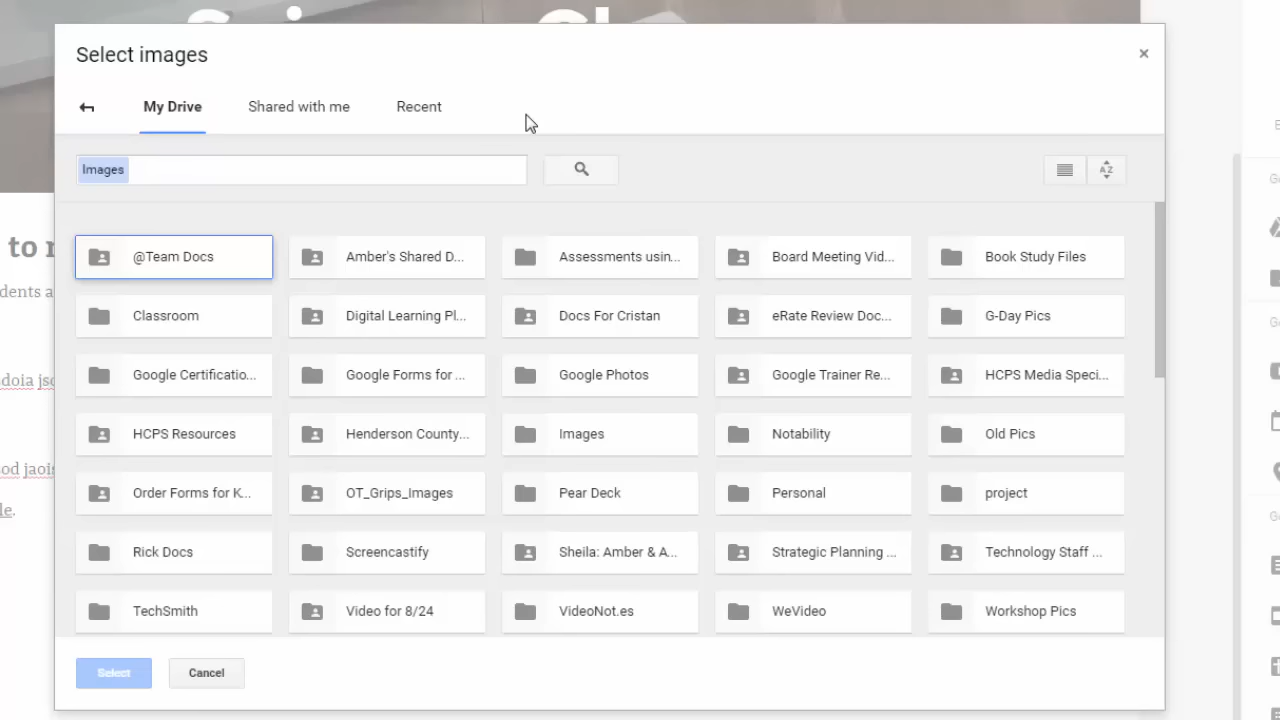 Select images
×
My Drive
Shared with me
Recent
Images
AZ
@Team Docs
Amber's Shared D...
Assessments usin...
Board Meeting Vid...
Book Study Files
Classroom
Digital Learning Pl...
Docs For Cristan
eRate Review Doc...
G-Day Pics
Google Certificatio...
Google Forms for ...
Google Photos
Google Trainer Re...
HCPS Media Speci...
HCPS Resources
Henderson County...
Images
Notability
Old Pics
Order Forms for K...
OT_Grips_Images
Pear Deck
Personal
project
Rick Docs
Screencastify
Sheila: Amber & A...
Strategic Planning ...
Technology Staff ...
TechSmith
Video for 8/24
VideoNot.es
WeVideo
Workshop Pics
Select
Cancel
to
dents a